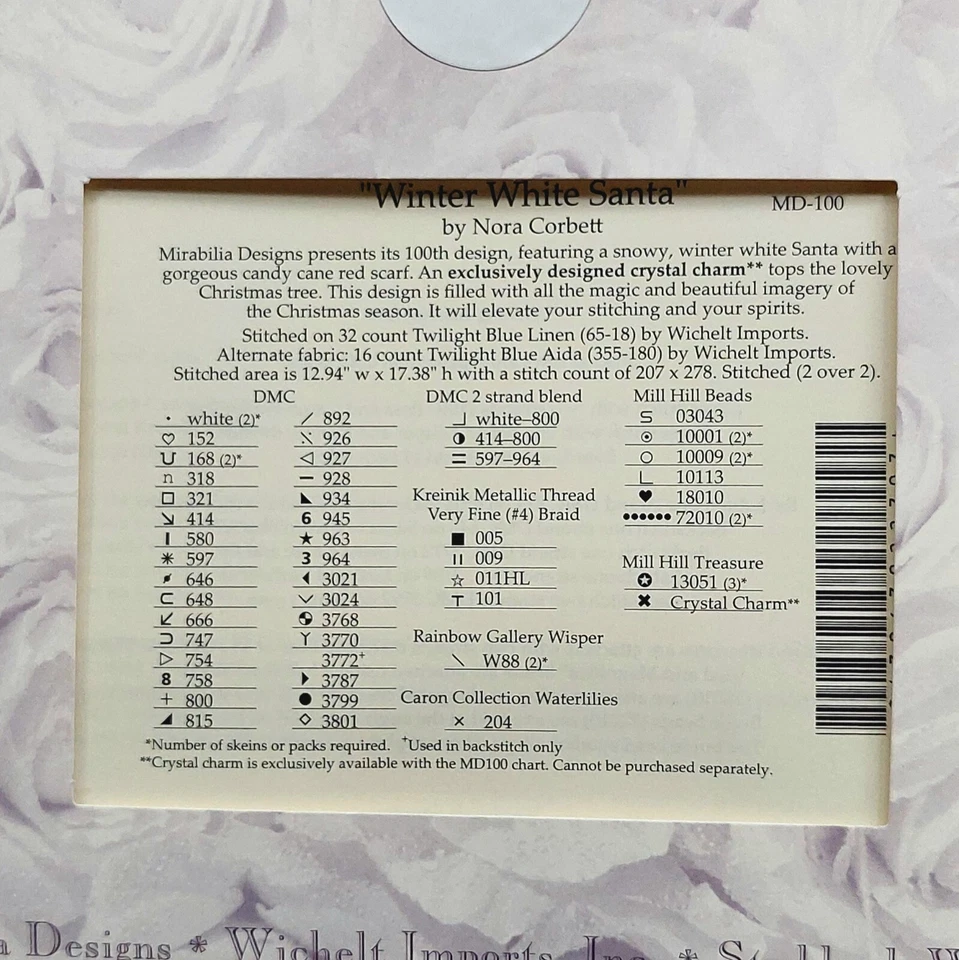 "Winter White Santa"
MD-100
by Nora Corbett
Mirabilia Designs presents its 100th design, featuring a snowy, winter white Santa with a
gorgeous candy cane red scarf. An exclusively designed crystal charm** tops the lovely
Christmas tree. This design is filled with all the magic and beautiful imagery of
the Christmas season. It will elevate your stitching and your spirits.
Stitched on 32 count Twilight Blue Linen (65-18) by Wichelt Imports.
Alternate fabric: 16 count Twilight Blue Aida (355-180) by Wichelt Imports.
Stitched area is 12.94" w x 17.38" h with a stitch count of 207 x 278. Stitched (2 over 2).
DMC
white (2)*
152
168 (2)*
318
321
414
580
597
646
648
666
747
754
758
800
815
892
926
927
928
934
945
963
964
3021
3024
3768
3770
3772+
3787
3799
3801
DMC 2 strand blend
white–800
414–800
597–964
Kreinik Metallic Thread
Very Fine (#4) Braid
005
009
011HL
101
Rainbow Gallery Wisper
W88 (2)*
Caron Collection Waterlilies
204
Mill Hill Beads
03043
10001 (2)*
10009 (2)*
10113
18010
72010 (2)*
Mill Hill Treasure
13051 (3)*
Crystal Charm**
*Number of skeins or packs required. +Used in backstitch only
**Crystal charm is exclusively available with the MD100 chart. Cannot be purchased separately.
Designs * Wichelt Imports, Inc. *